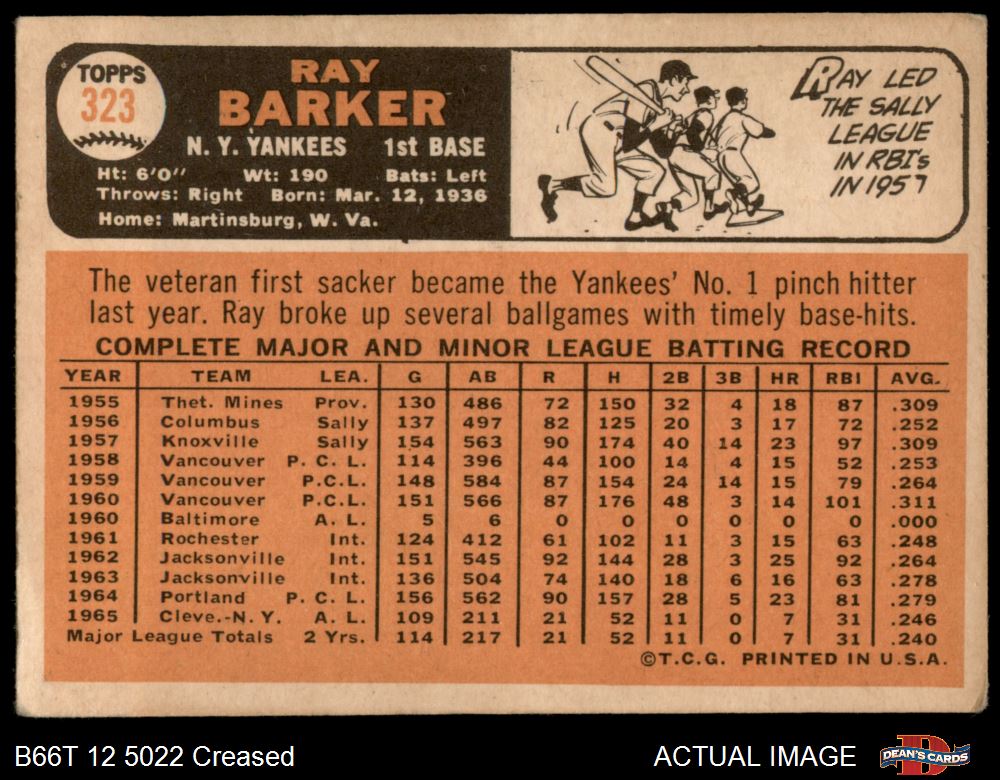 TOPPS
323
RAY
BARKER
N. Y. YANKEES 1st BASE
Ht: 6'0" Wt: 190 Bats: Left
Throws: Right Born: Mar. 12, 1936
Home: Martinsburg, W. Va.
RAY LED
THE SALLY
LEAGUE
IN RBI's
IN 1957
The veteran first sacker became the Yankees' No. 1 pinch hitter
last year. Ray broke up several ballgames with timely base-hits.
COMPLETE MAJOR AND MINOR LEAGUE BATTING RECORD
YEAR TEAM LEA. G AB R H 2B 3B HR RBI AVG.
1955 Thet. Mines Prov. 130 486 72 150 32 4 18 87 .309
1956 Columbus Sally 137 497 82 125 20 3 17 72 .252
1957 Knoxville Sally 154 563 90 174 40 14 23 97 .309
1958 Vancouver P. C. L. 114 396 44 100 14 4 15 52 .253
1959 Vancouver P.C.L. 148 584 87 154 24 14 15 79 .264
1960 Vancouver P.C.L. 151 566 87 176 48 3 14 101 .311
1960 Baltimore A. L. 5 6 0 0 0 0 0 0 .000
1961 Rochester Int. 124 412 61 102 11 3 15 63 .248
1962 Jacksonville Int. 151 545 92 144 28 3 25 92 .264
1963 Jacksonville Int. 136 504 74 140 18 6 16 63 .278
1964 Portland P. C. L. 156 562 90 157 28 5 23 81 .279
1965 Cleve.-N. Y. A. L. 109 211 21 52 11 0 7 31 .246
Major League Totals 2 Yrs. 114 217 21 52 11 0 7 31 .240
©T.C.G. PRINTED IN U.S.A.
B66T 12 5022 Creased
ACTUAL IMAGE
DEAN'S CARDS